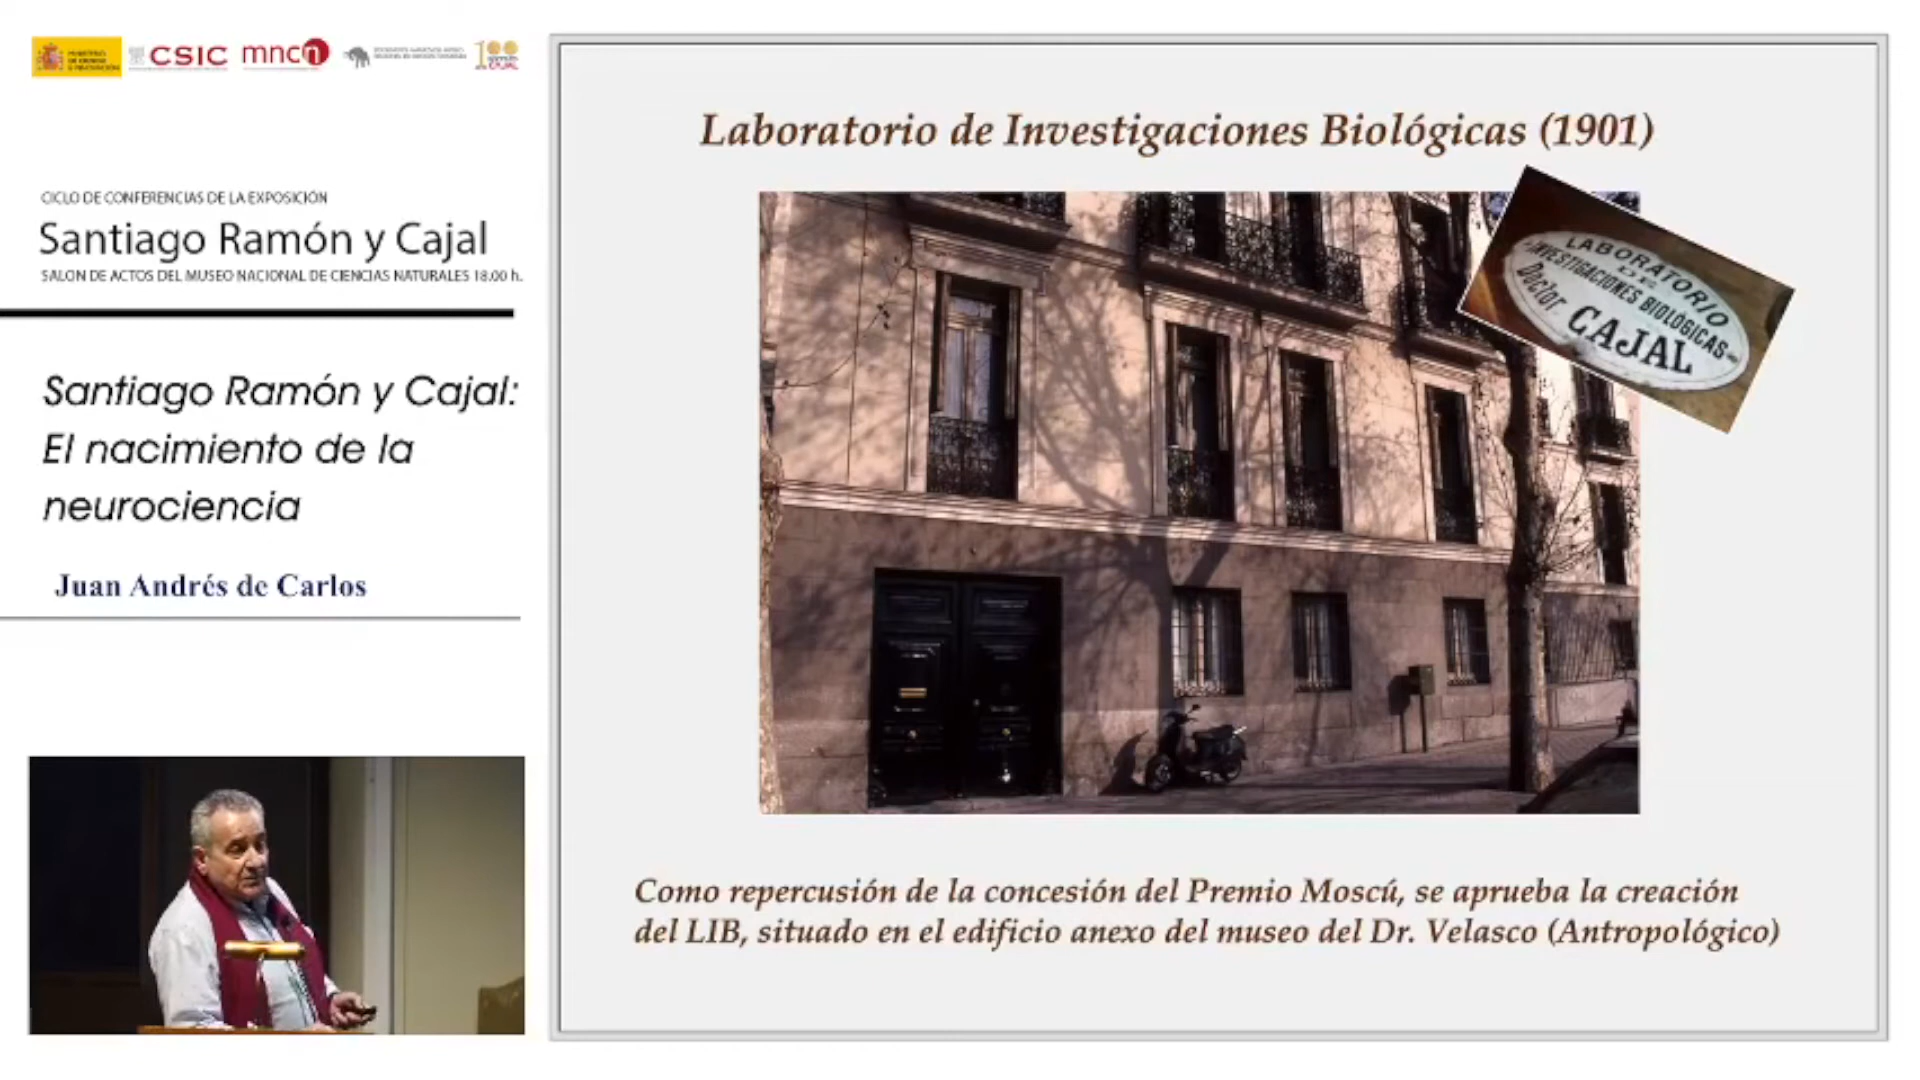 CSIC
mncn
CICLO DE CONFERENCIAS DE LA EXPOSICIÓN
Santiago Ramón y Cajal
SALON DE ACTOS DEL MUSEO NACIONAL DE CIENCIAS NATURALES 18.00 h.
Santiago Ramón y Cajal:
El nacimiento de la
neurociencia
Juan Andrés de Carlos
Laboratorio de Investigaciones Biológicas (1901)
LABORATORIO
DE
INVESTIGACIONES BIOLÓGICAS
Doctor
CAJAL
Como repercusión de la concesión del Premio Moscú, se aprueba la creación
del LIB, situado en el edificio anexo del museo del Dr. Velasco (Antropológico)